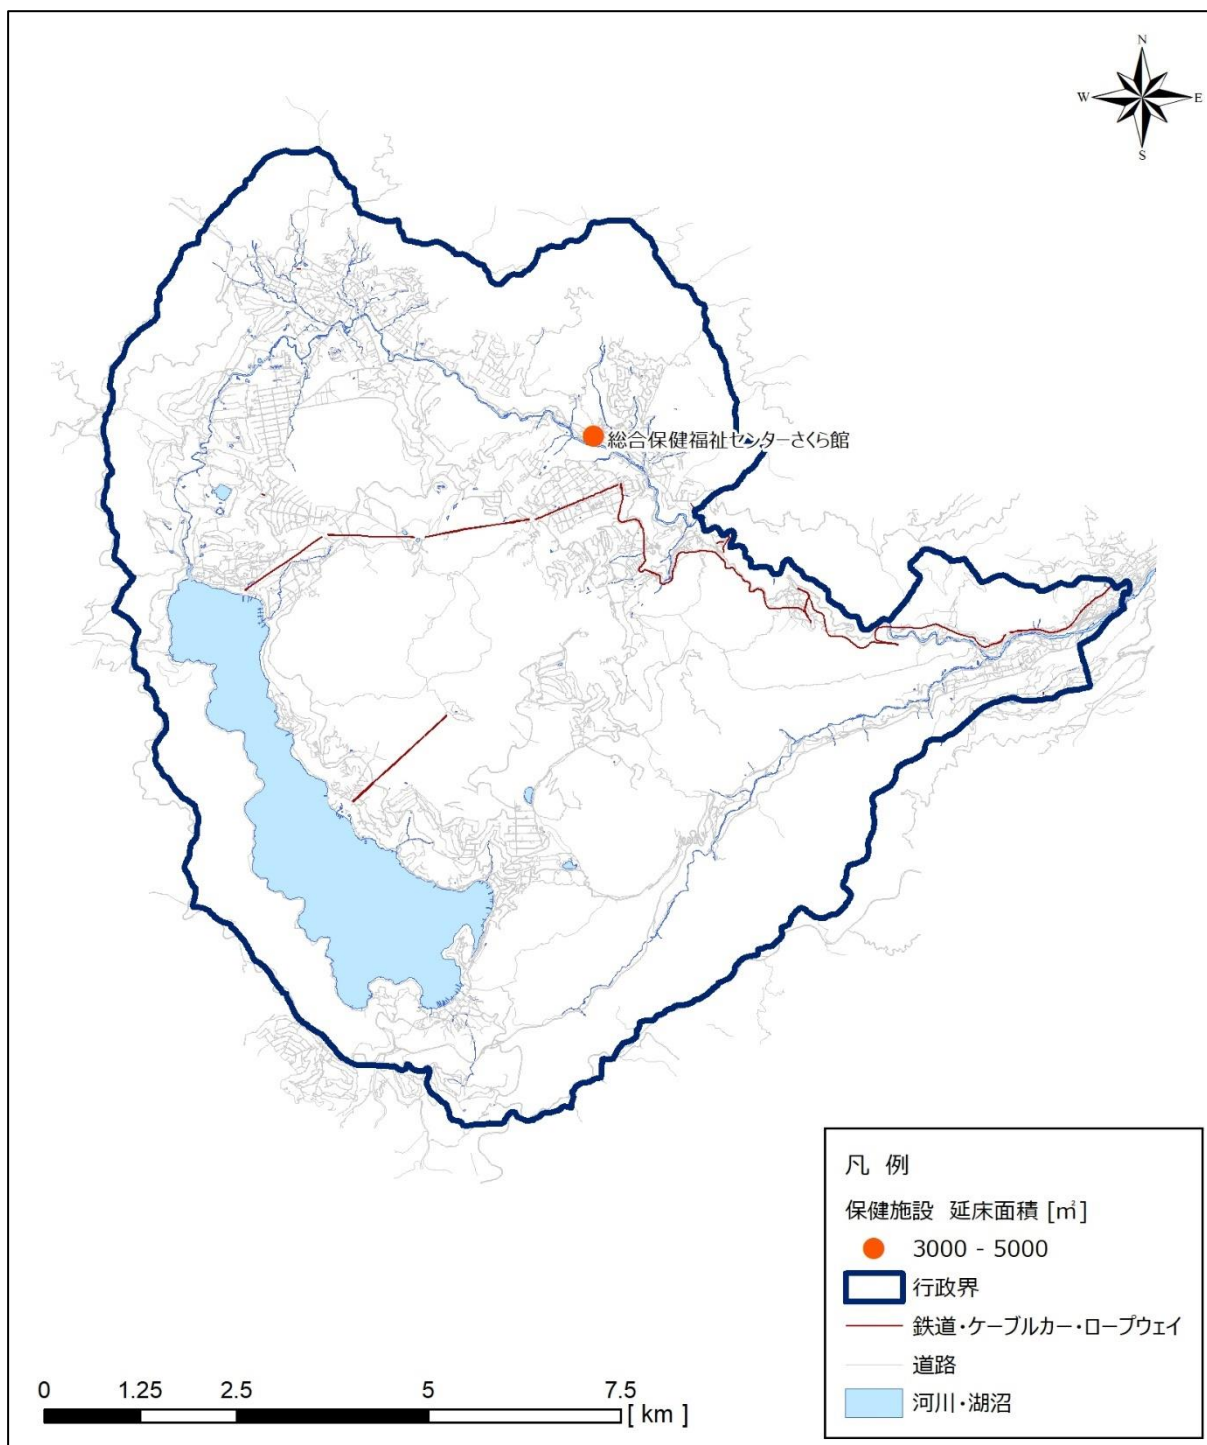 N
W E
S
総合保健福祉センターさくら館
凡 例
保健施設 延床面積 [㎡]
3000 - 5000
行政界
鉄道・ケーブルカー・ロープウェイ
道路
河川・湖沼
0 1.25 2.5 5 7.5
[ km ]